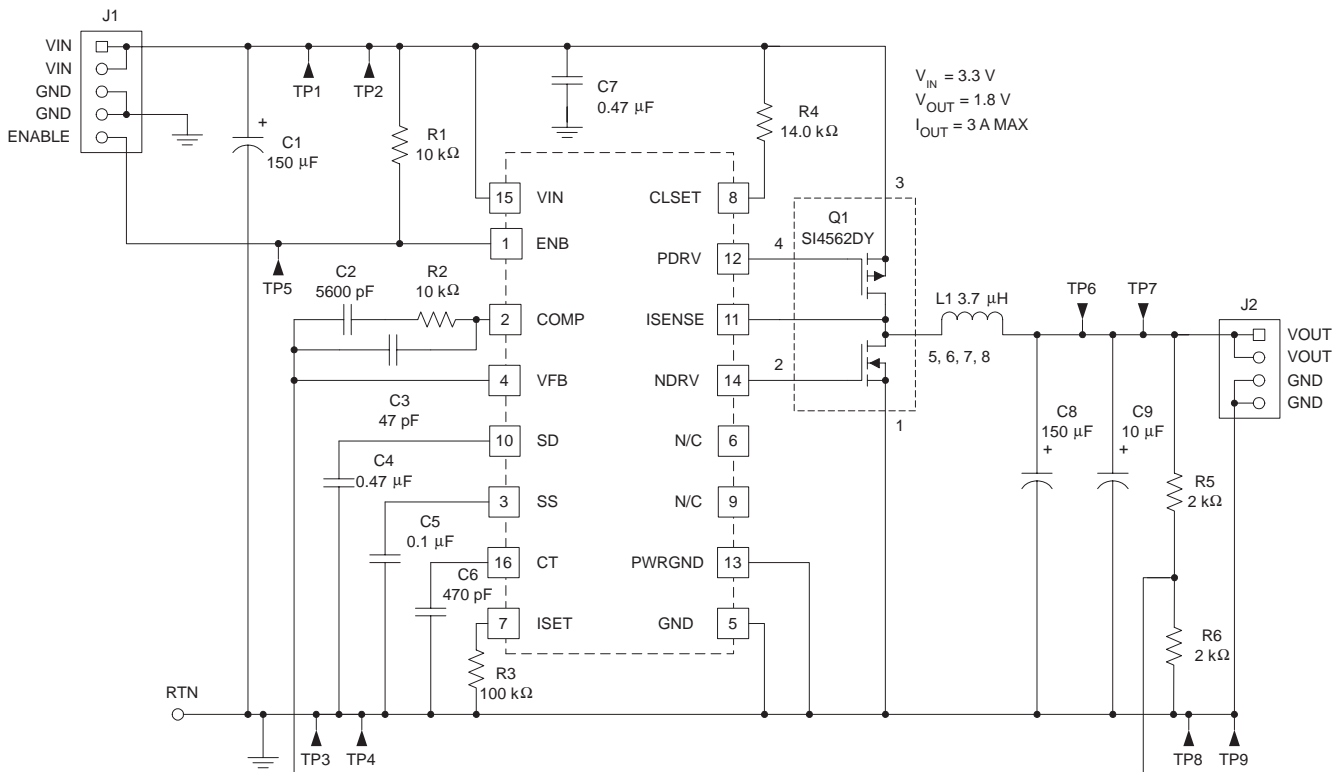 J1
VIN
VIN
GND
GND
ENABLE
TP1
TP2
C1
+
150 μF
R1
10 kΩ
C7
0.47 μF
R4
14.0 kΩ
V_IN = 3.3 V
V_OUT = 1.8 V
I_OUT = 3 A MAX
TP5
C2
5600 pF
R2
10 kΩ
C3
47 pF
C4
0.47 μF
C5
0.1 μF
C6
470 pF
R3
100 kΩ
15 VIN
1 ENB
2 COMP
4 VFB
10 SD
3 SS
16 CT
7 ISET
CLSET 8
PDRV 12
ISENSE 11
NDRV 14
N/C 6
N/C 9
PWRGND 13
GND 5
3
Q1
SI4562DY
4
2
1
L1 3.7 μH
5, 6, 7, 8
TP6
TP7
J2
VOUT
VOUT
GND
GND
C8
150 μF
+
C9
10 μF
+
R5
2 kΩ
R6
2 kΩ
RTN
TP3
TP4
TP8
TP9